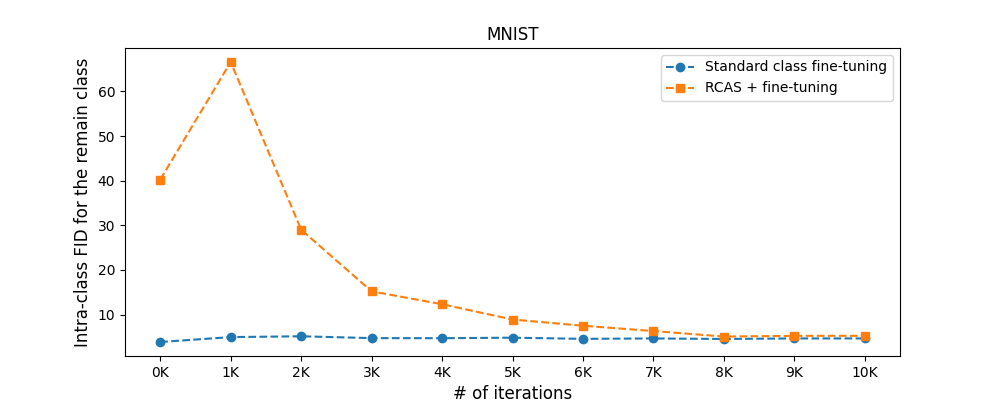 MNIST
Intra-class FID for the remain class
60
50
40
30
20
10
Standard class fine-tuning
RCAS + fine-tuning
0K 1K 2K 3K 4K 5K 6K 7K 8K 9K 10K
# of iterations